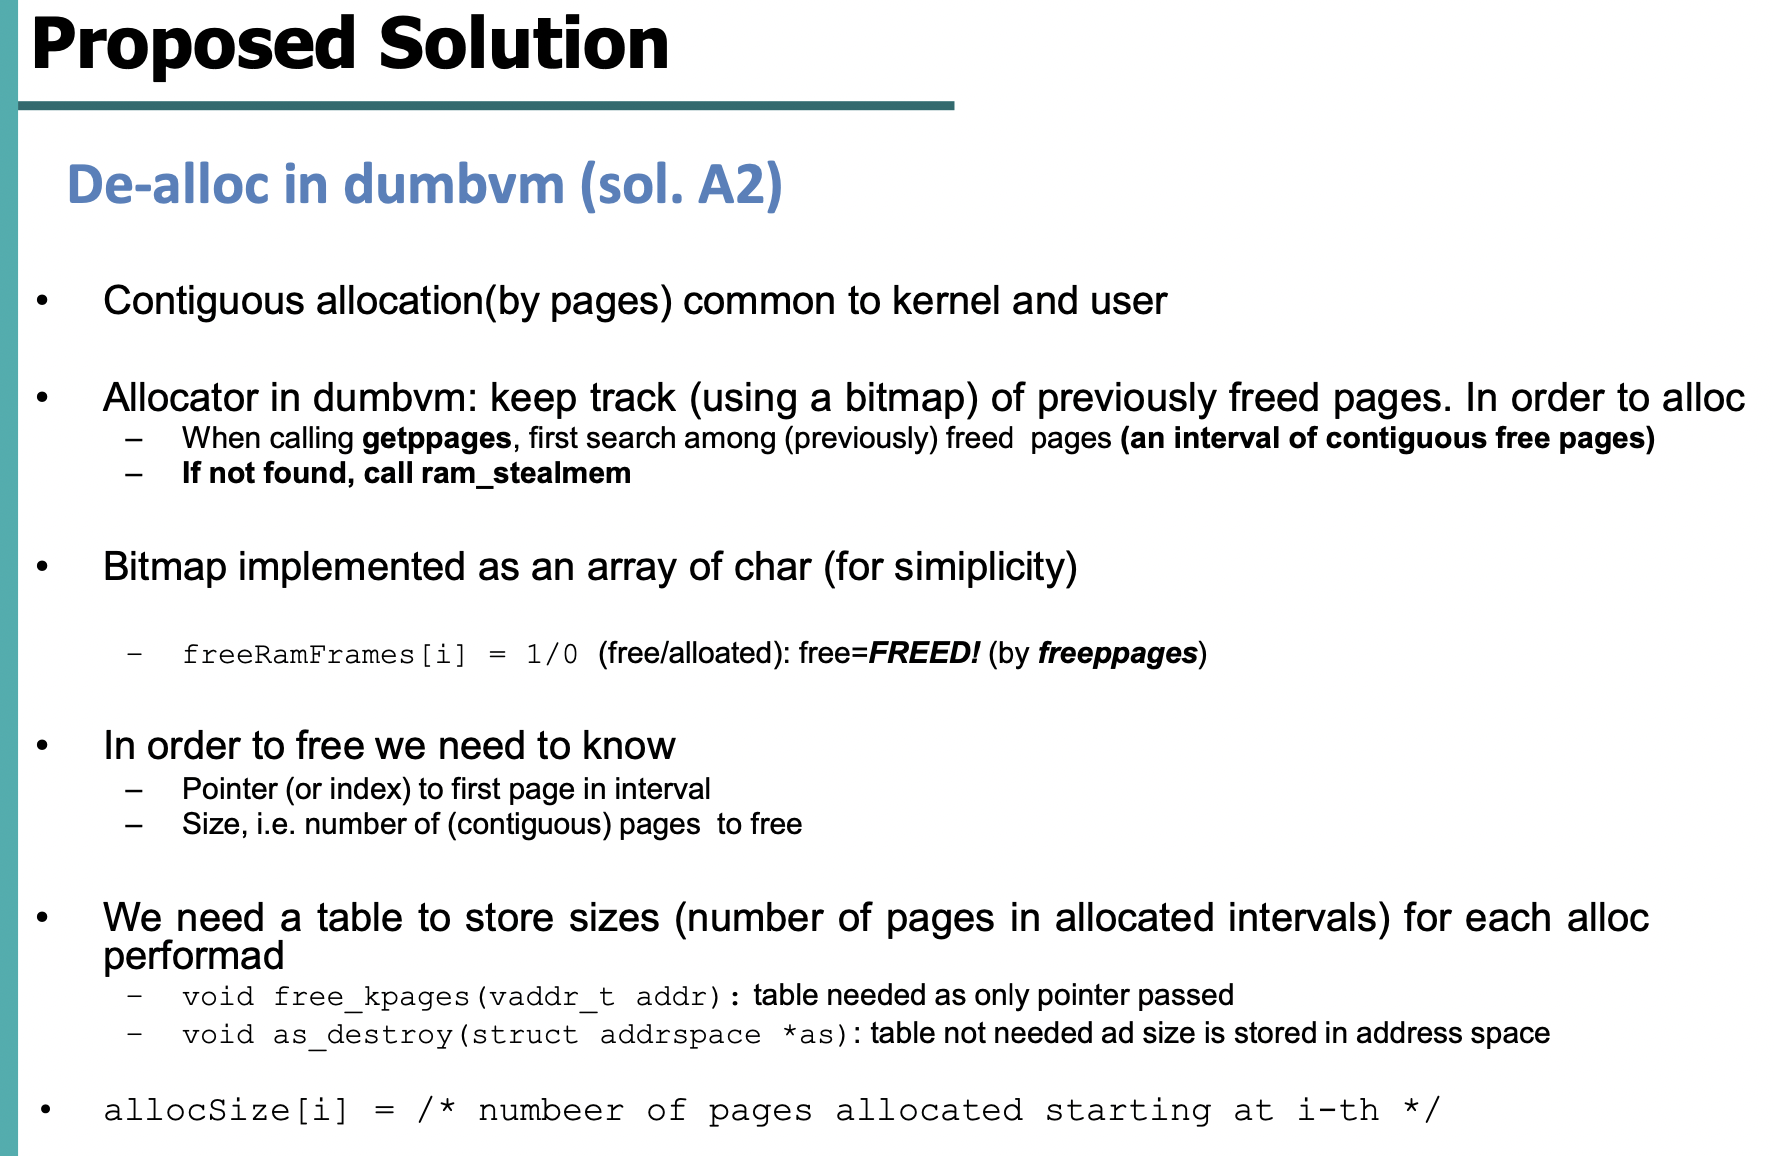 Proposed Solution
De-alloc in dumbvm (sol. A2)
• Contiguous allocation(by pages) common to kernel and user
• Allocator in dumbvm: keep track (using a bitmap) of previously freed pages. In order to alloc
– When calling getppages, first search among (previously) freed pages (an interval of contiguous free pages)
– If not found, call ram_stealmem
• Bitmap implemented as an array of char (for simiplicity)
– freeRamFrames[i] = 1/0 (free/alloated): free=FREED! (by freeppages)
• In order to free we need to know
– Pointer (or index) to first page in interval
– Size, i.e. number of (contiguous) pages to free
• We need a table to store sizes (number of pages in allocated intervals) for each alloc
performad
– void free_kpages(vaddr_t addr): table needed as only pointer passed
– void as_destroy(struct addrspace *as): table not needed ad size is stored in address space
• allocSize[i] = /* numbeer of pages allocated starting at i-th */